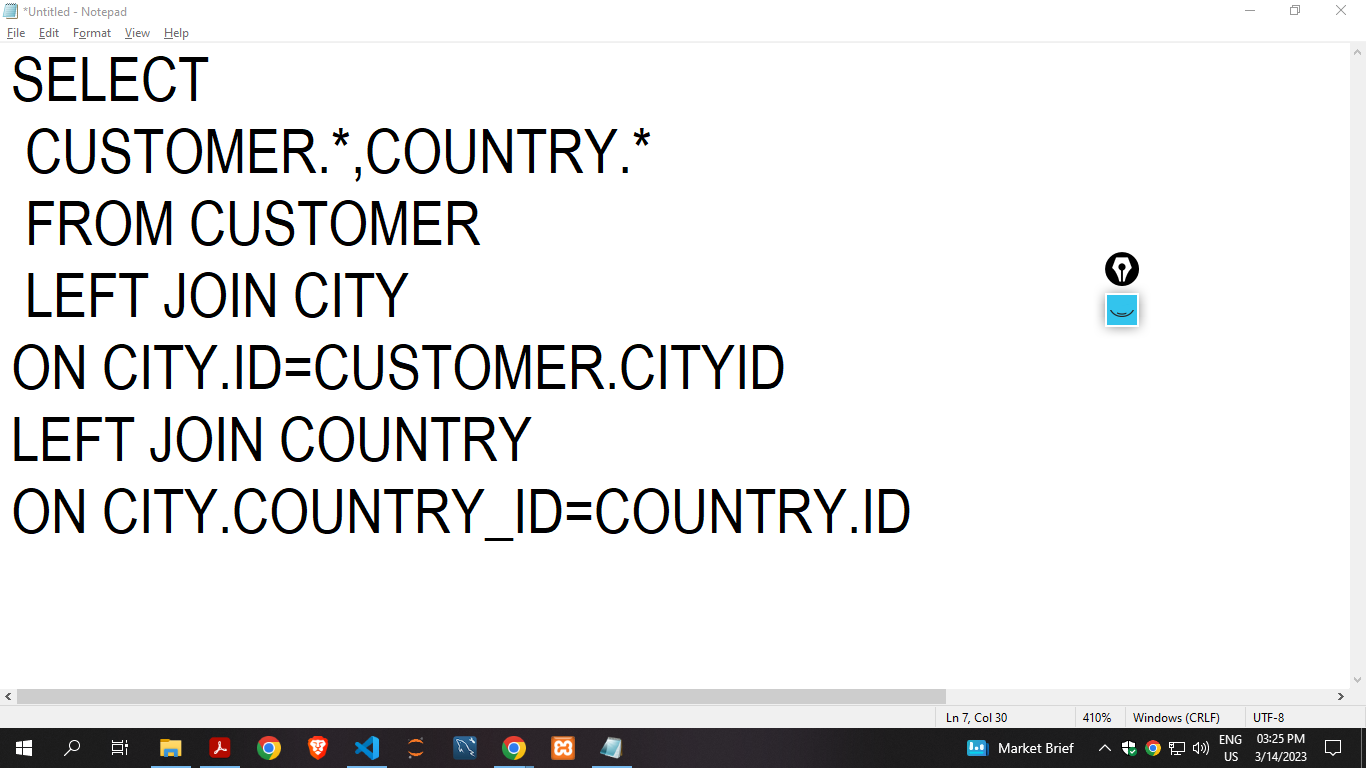 *Untitled - Notepad
File Edit Format View Help
SELECT
CUSTOMER.*,COUNTRY.*
FROM CUSTOMER
LEFT JOIN CITY
ON CITY.ID=CUSTOMER.CITYID
LEFT JOIN COUNTRY
ON CITY.COUNTRY_ID=COUNTRY.ID
Ln 7, Col 30 410% Windows (CRLF) UTF-8
Market Brief ENG 03:25 PM
US 3/14/2023